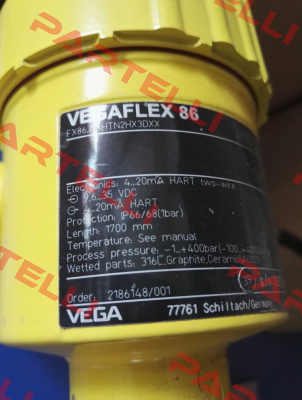 VEGAFLEX 86
Electronics: 4...20mA HART two-wire
9,6...35 VDC
4...20mA HART
Protection: IP66/68(1bar)
Length: 1700 mm
Temperature: See manual
Process pressure: -1...+400bar(-100...
Wetted parts: 316L,Graphite,Ceramic
Order: 2186148/001
VEGA 77761 Schiltach/Germany
PARTELLI